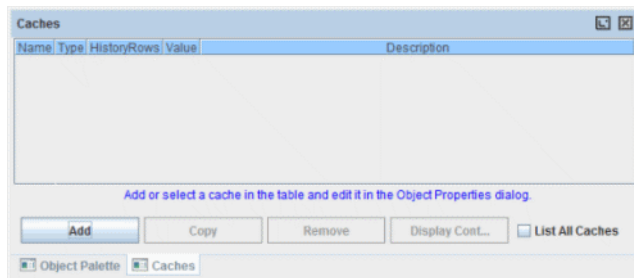 Caches
Name Type HistoryRows Value Description
Add or select a cache in the table and edit it in the Object Properties dialog.
Add Copy Remove Display Cont... List All Caches
Object Palette Caches